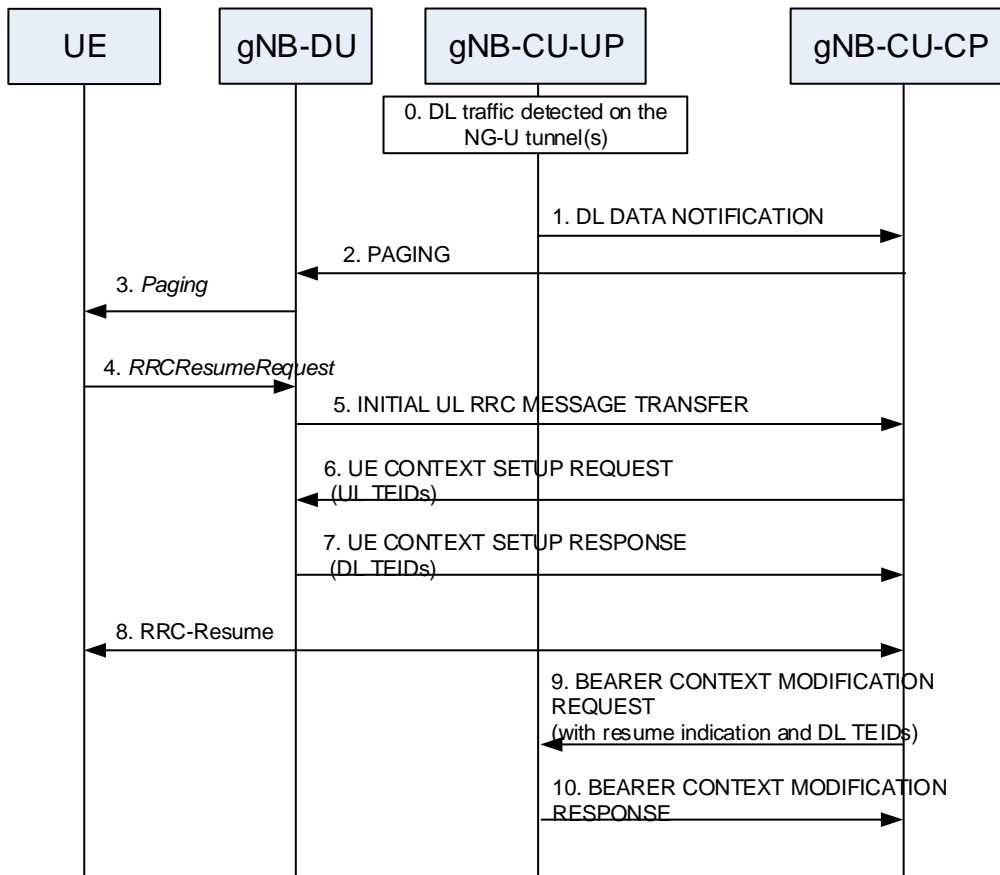 UE
gNB-DU
gNB-CU-UP
gNB-CU-CP
0. DL traffic detected on the
NG-U tunnel(s)
1. DL DATA NOTIFICATION
2. PAGING
3. Paging
4. RRCResumeRequest
5. INITIAL UL RRC MESSAGE TRANSFER
6. UE CONTEXT SETUP REQUEST
(UL TEIDs)
7. UE CONTEXT SETUP RESPONSE
(DL TEIDs)
8. RRC-Resume
9. BEARER CONTEXT MODIFICATION
REQUEST
(with resume indication and DL TEIDs)
10. BEARER CONTEXT MODIFICATION
RESPONSE